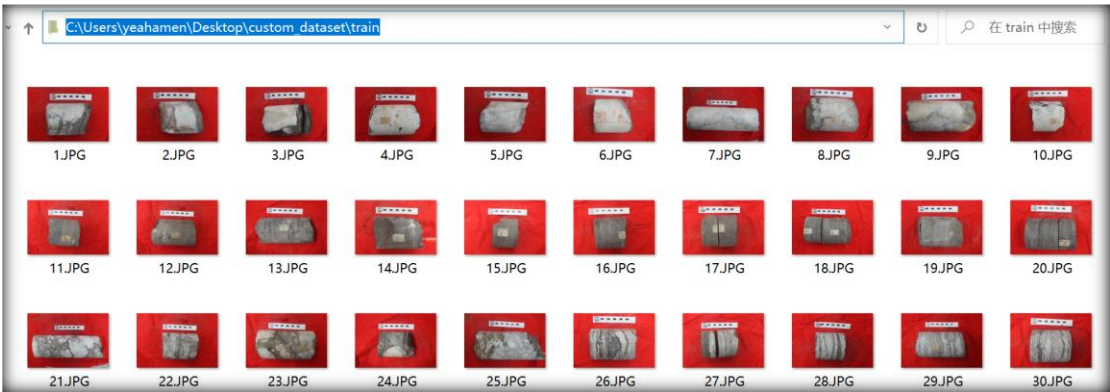 C:\Users\yeahamen\Desktop\custom_dataset\train
在 train 中搜索
1.JPG 2.JPG 3.JPG 4.JPG 5.JPG 6.JPG 7.JPG 8.JPG 9.JPG 10.JPG
11.JPG 12.JPG 13.JPG 14.JPG 15.JPG 16.JPG 17.JPG 18.JPG 19.JPG 20.JPG
21.JPG 22.JPG 23.JPG 24.JPG 25.JPG 26.JPG 27.JPG 28.JPG 29.JPG 30.JPG